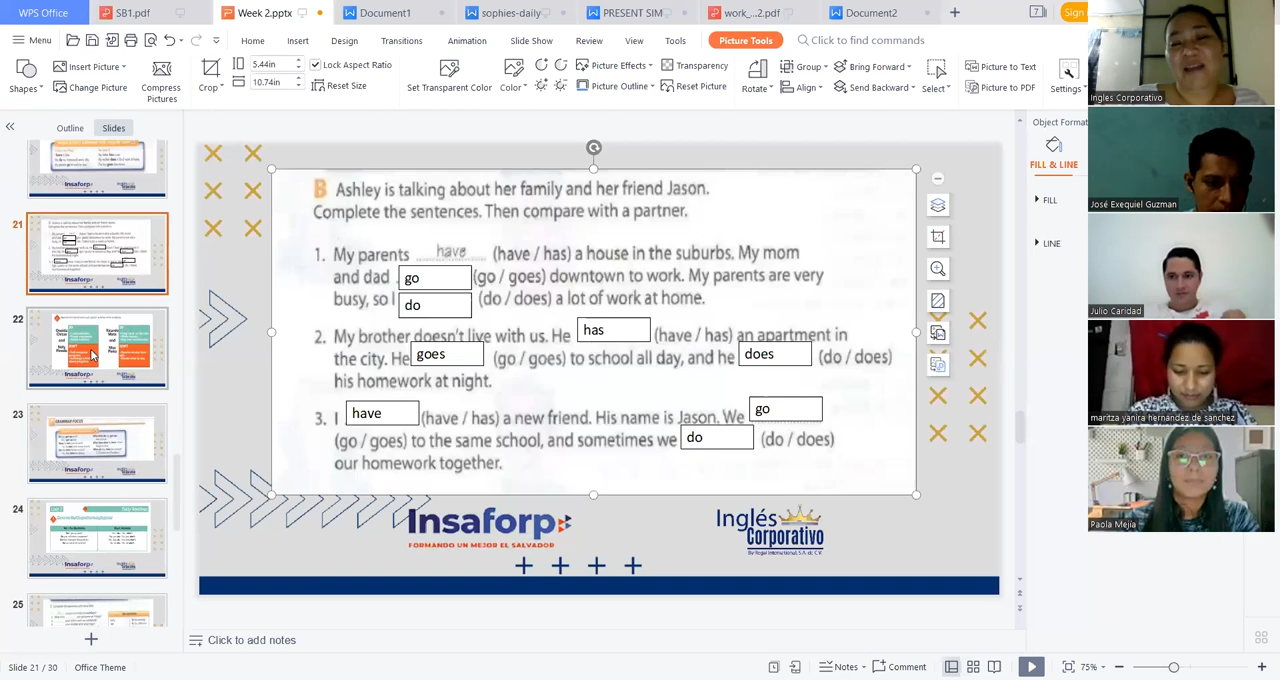 WPS Office SB1.pdf Week 2.pptx Document1 sophies-daily PRESENT SIM work_...2.pdf Document2 7 Sign
Menu Home Insert Design Transitions Animation Slide Show Review View Tools Picture Tools Click to find commands
Shapes Insert Picture Change Picture Compress Pictures Crop 5.44in 10.74in Lock Aspect Ratio Reset Size Set Transparent Color Color Picture Effects Picture Outline Transparency Reset Picture Rotate Group Align Bring Forward Send Backward Select Picture to Text Picture to PDF Settings
Outline Slides
21
22
23
24
25
B Ashley is talking about her family and her friend Jason.
Complete the sentences. Then compare with a partner.
1. My parents have (have / has) a house in the suburbs. My mom
and dad go (go / goes) downtown to work. My parents are very
busy, so I do (do / does) a lot of work at home.
2. My brother doesn't live with us. He has (have / has) an apartment in
the city. He goes (go / goes) to school all day, and he does (do / does)
his homework at night.
3. I have (have / has) a new friend. His name is Jason. We go
(go / goes) to the same school, and sometimes we do (do / does)
our homework together.
Insaforp
FORMANDO UN MEJOR EL SALVADOR
Inglés
Corporativo
By Regal International, S.A. de C.V.
Click to add notes
Slide 21 / 30 Office Theme Notes Comment 75%
Object Format
FILL & LINE
FILL
LINE
Ingles Corporativo
José Exequiel Guzman
Julio Caridad
maritza yanira hernández de sanchez
Paola Mejía